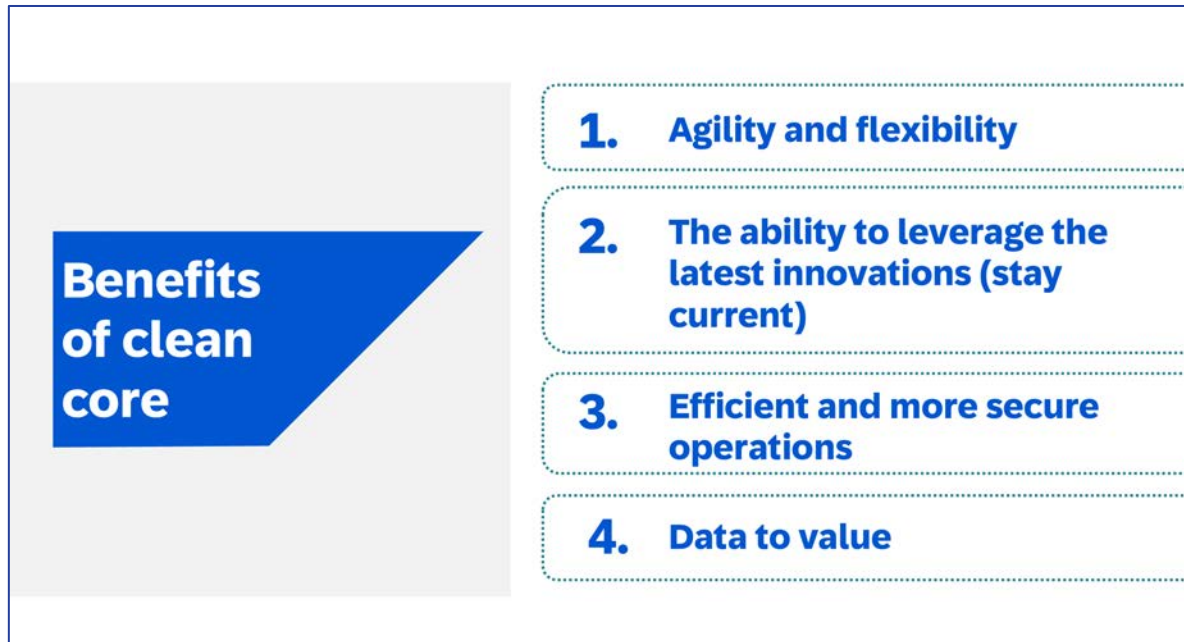 Benefits
of clean
core
1. Agility and flexibility
2. The ability to leverage the
latest innovations (stay
current)
3. Efficient and more secure
operations
4. Data to value